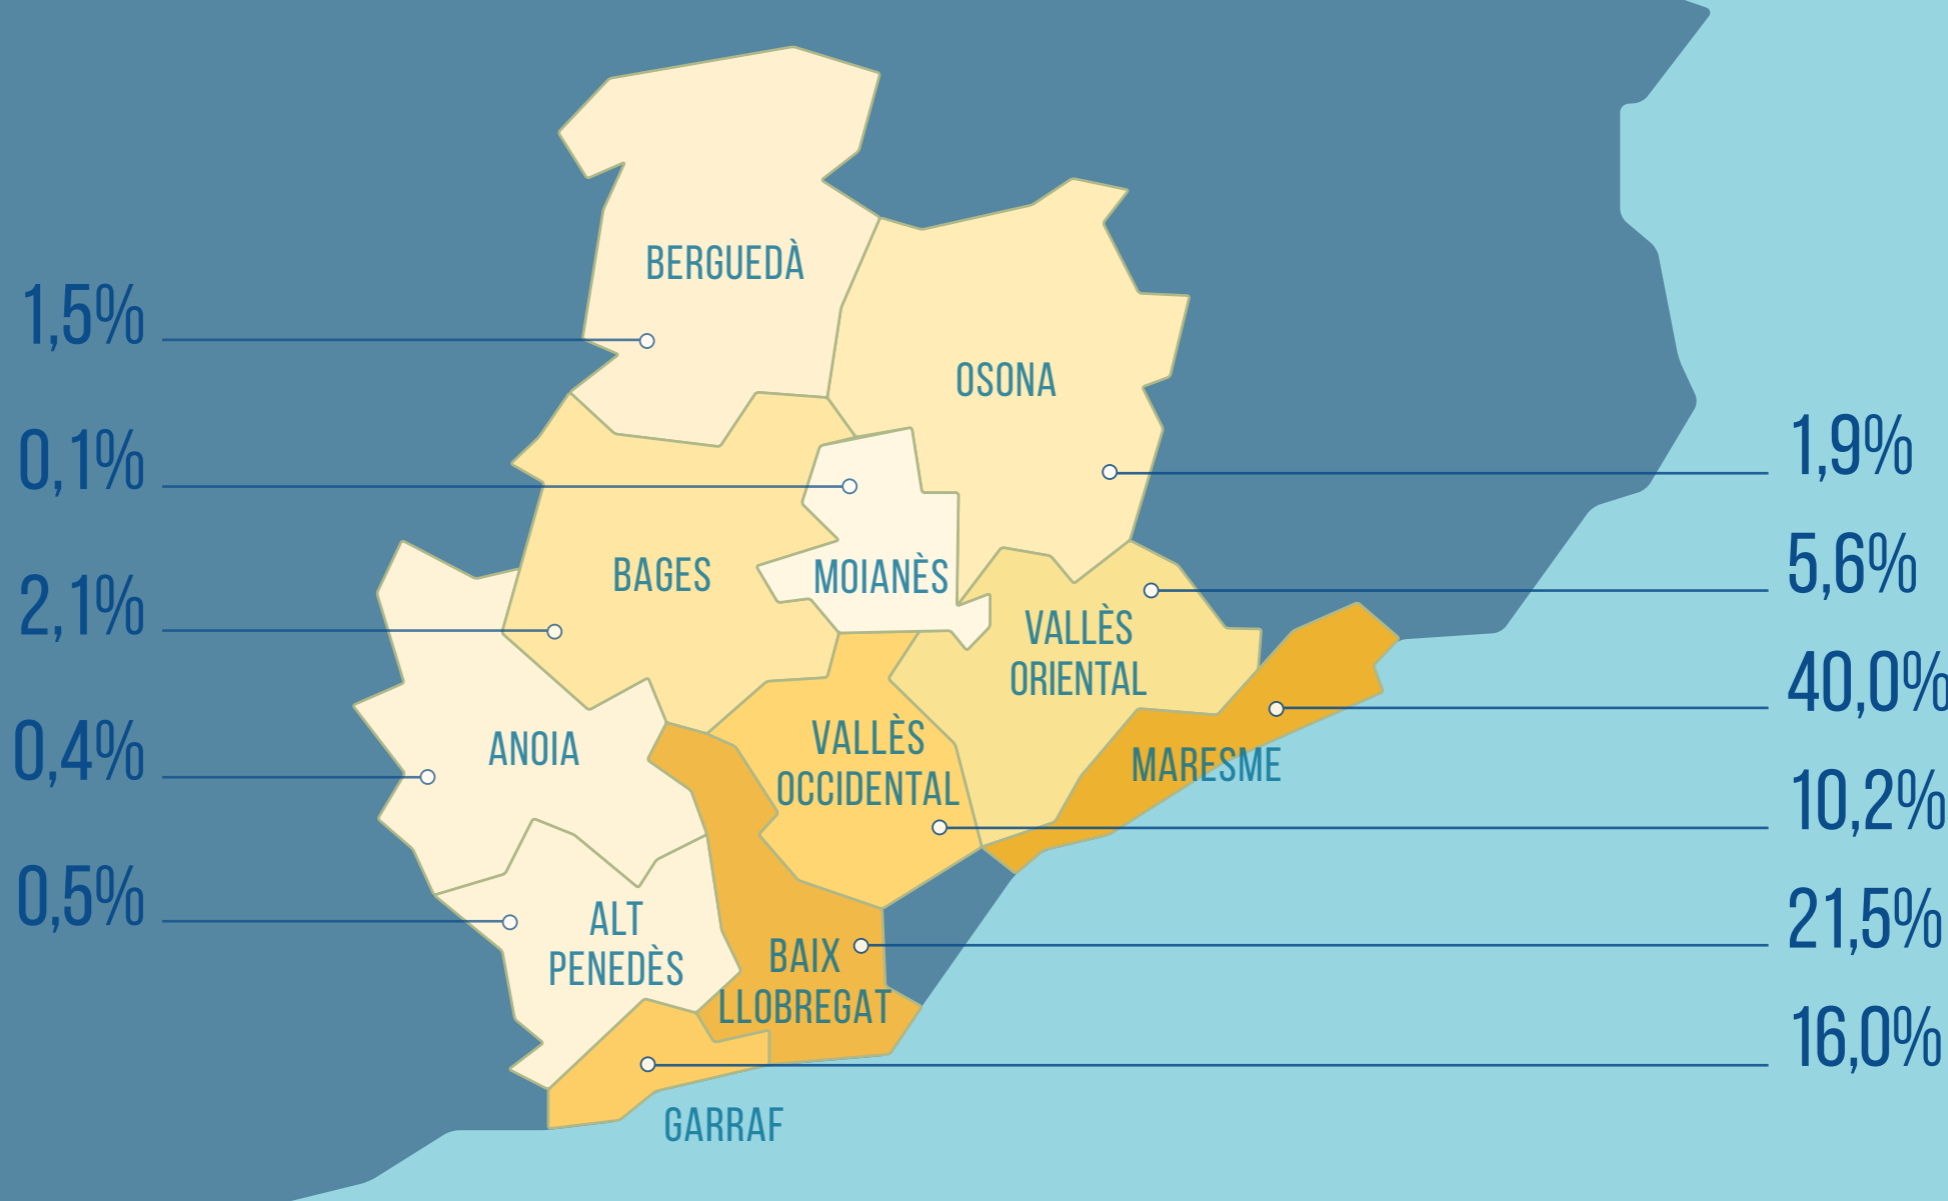 BERGUEDÀ
OSONA
BAGES
MOIANÈS
VALLÈS
ORIENTAL
ANOIA
VALLÈS
OCCIDENTAL
MARESME
ALT
PENEDÈS
BAIX
LLOBREGAT
GARRAF
1,5%
0,1%
2,1%
0,4%
0,5%
1,9%
5,6%
40,0%
10,2%
21,5%
16,0%